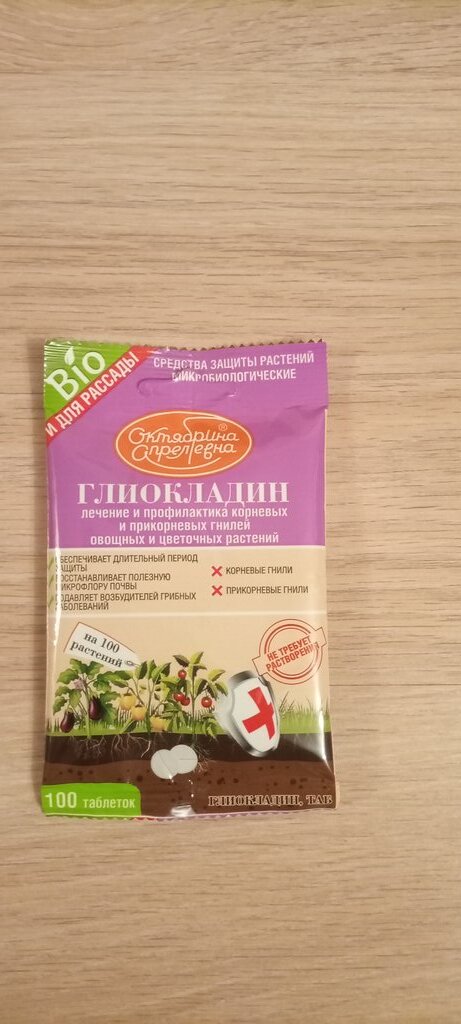 Bio
И ДЛЯ РАССАДЫ
СРЕДСТВА ЗАЩИТЫ РАСТЕНИЙ
МИКРОБИОЛОГИЧЕСКИЕ
Октябрина ®
Апрелевна
ГЛИОКЛАДИН
лечение и профилактика корневых
и прикорневых гнилей
овощных и цветочных растений
ОБЕСПЕЧИВАЕТ ДЛИТЕЛЬНЫЙ ПЕРИОД
ЗАЩИТЫ
ВОССТАНАВЛИВАЕТ ПОЛЕЗНУЮ
МИКРОФЛОРУ ПОЧВЫ
ПОДАВЛЯЕТ ВОЗБУДИТЕЛЕЙ ГРИБНЫХ
ЗАБОЛЕВАНИЙ
КОРНЕВЫЕ ГНИЛИ
ПРИКОРНЕВЫЕ ГНИЛИ
на 100
растений
НЕ ТРЕБУЕТ
РАСТВОРЕНИЯ
100 таблеток
ГЛИОКЛАДИН, ТАБ